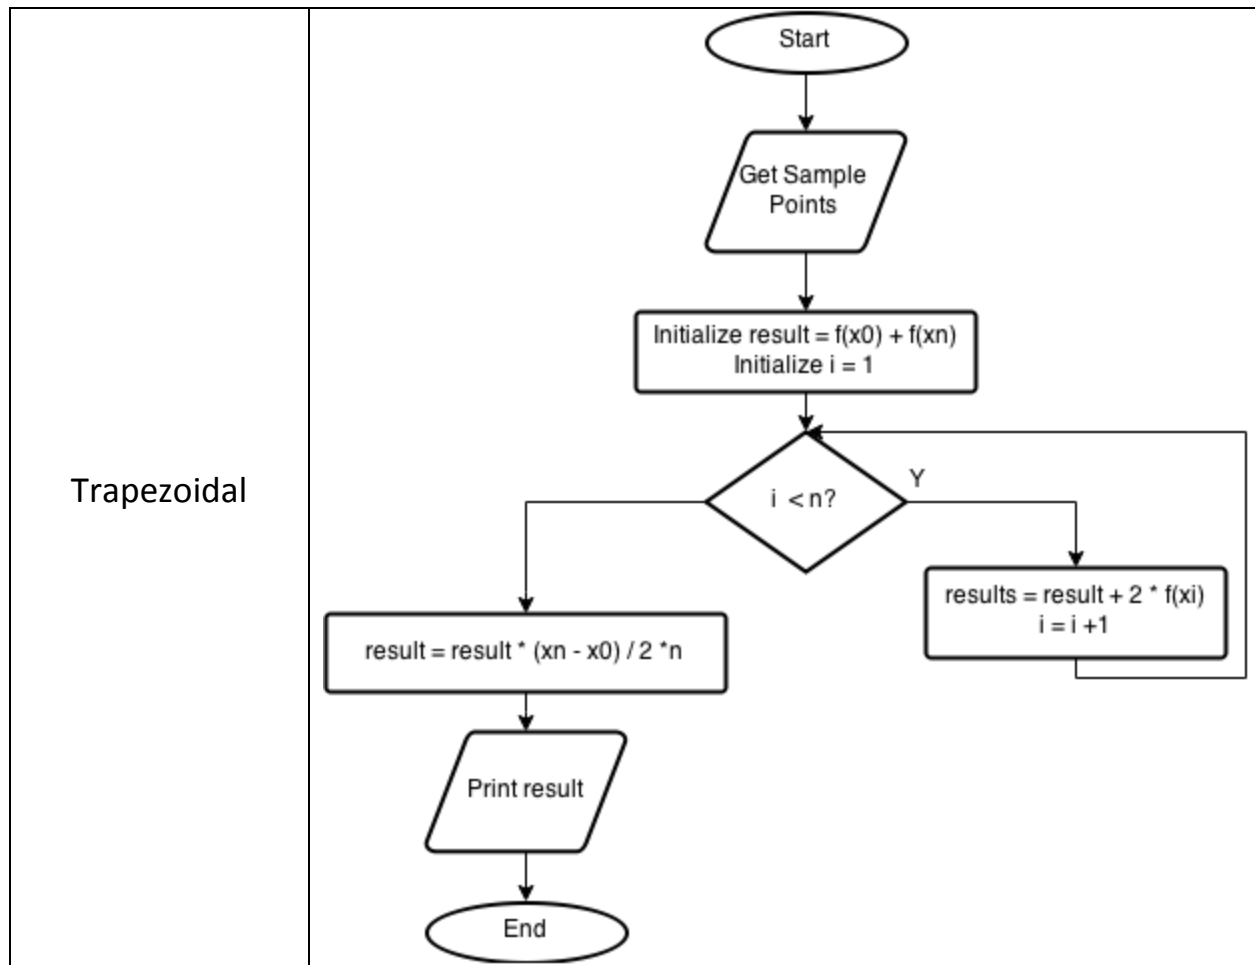 Trapezoidal
Start
Get Sample
Points
Initialize result = f(x0) + f(xn)
Initialize i = 1
i < n?
Y
results = result + 2 * f(xi)
i = i +1
result = result * (xn - x0) / 2 *n
Print result
End